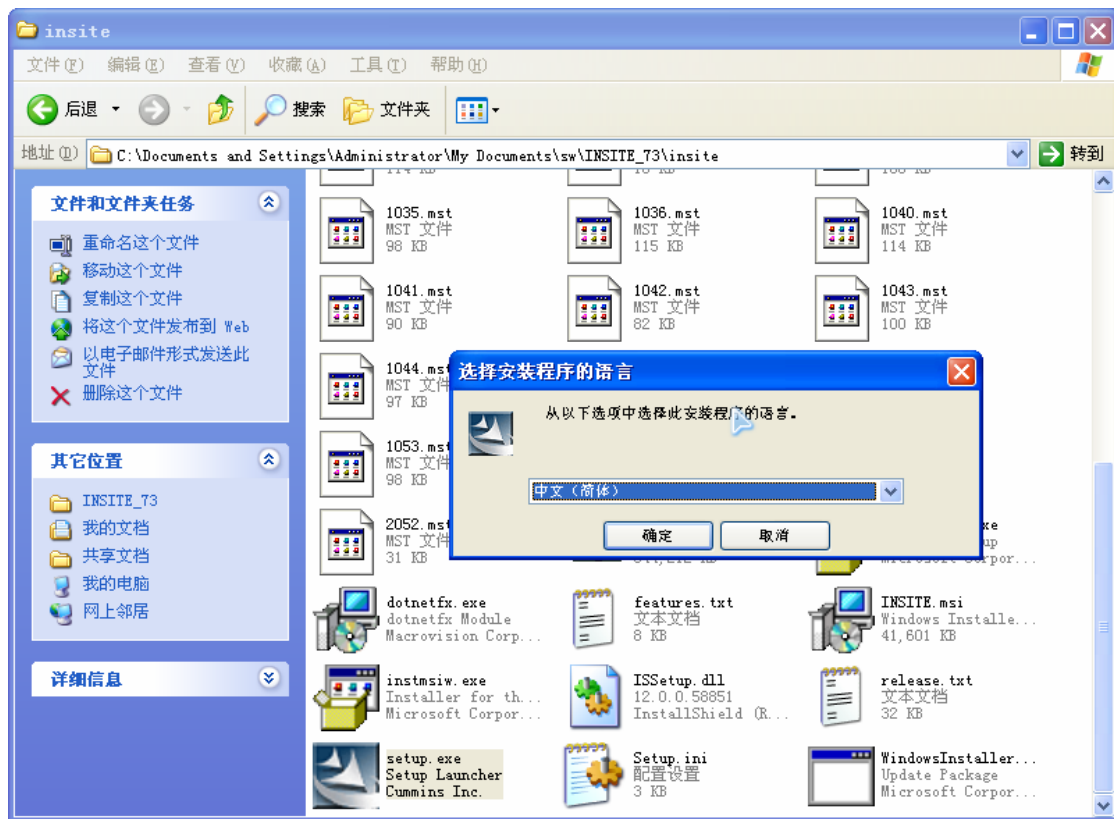 insite
文件(F) 编辑(E) 查看(V) 收藏(A) 工具(T) 帮助(H)
后退 搜索 文件夹
地址(D) C:\Documents and Settings\Administrator\My Documents\sw\INSITE_73\insite 转到
文件和文件夹任务
重命名这个文件
移动这个文件
复制这个文件
将这个文件发布到 Web
以电子邮件形式发送此
文件
删除这个文件
其它位置
INSITE_73
我的文档
共享文档
我的电脑
网上邻居
详细信息
1035.mst
MST 文件
98 KB
1036.mst
MST 文件
115 KB
1040.mst
MST 文件
114 KB
1041.mst
MST 文件
90 KB
1042.mst
MST 文件
82 KB
1043.mst
MST 文件
100 KB
1044.mst
MST 文件
97 KB
1053.mst
MST 文件
98 KB
2052.mst
MST 文件
31 KB
选择安装程序的语言
从以下选项中选择此安装程序的语言。
中文（简体）
确定 取消
dotnetfx.exe
dotnetfx Module
Macrovision Corp...
features.txt
文本文档
8 KB
INSITE.msi
Windows Installe...
41,601 KB
instmsiw.exe
Installer for th...
Microsoft Corpor...
ISSetup.dll
12.0.0.58851
InstallShield (R...
release.txt
文本文档
32 KB
setup.exe
Setup Launcher
Cummins Inc.
Setup.ini
配置设置
3 KB
WindowsInstaller...
Update Package
Microsoft Corpor...